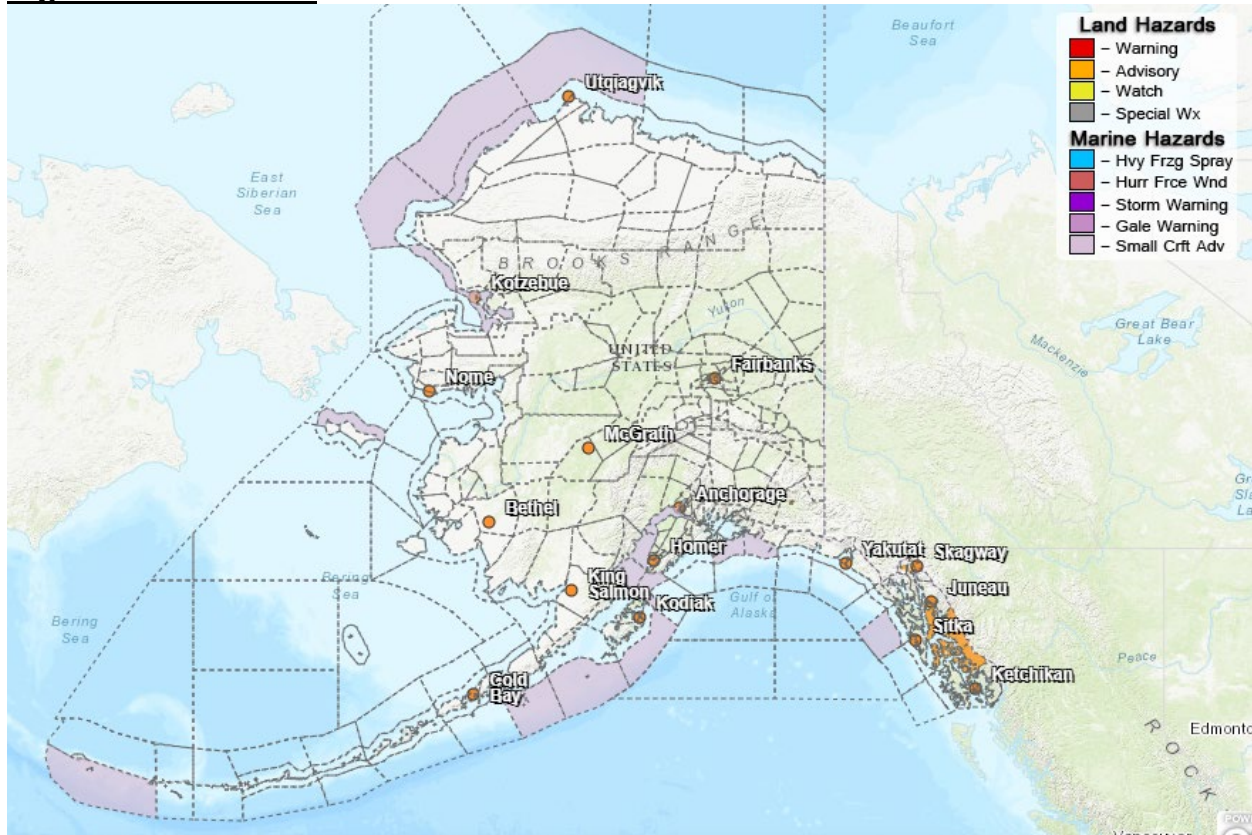 Beaufort
Sea
Land Hazards
– Warning
– Advisory
– Watch
– Special Wx
Marine Hazards
– Hvy Frzg Spray
– Hurr Frce Wnd
– Storm Warning
– Gale Warning
– Small Crft Adv
Utqiagvik
East
Siberian
Sea
BROOKS RANGE
Kotzebue
Yukon
Great Bear
Lake
Mackenzie
UNITED
STATES
Fairbanks
Nome
McGrath
Anchorage
Bethel
Homer
Yakutat
Skagway
King
Salmon
Bering
Sea
Juneau
Kodiak
Gulf of
Alaska
Bering
Sea
Sitka
Peace
Ketchikan
Cold
Bay
Edmonto
ROCK
POW